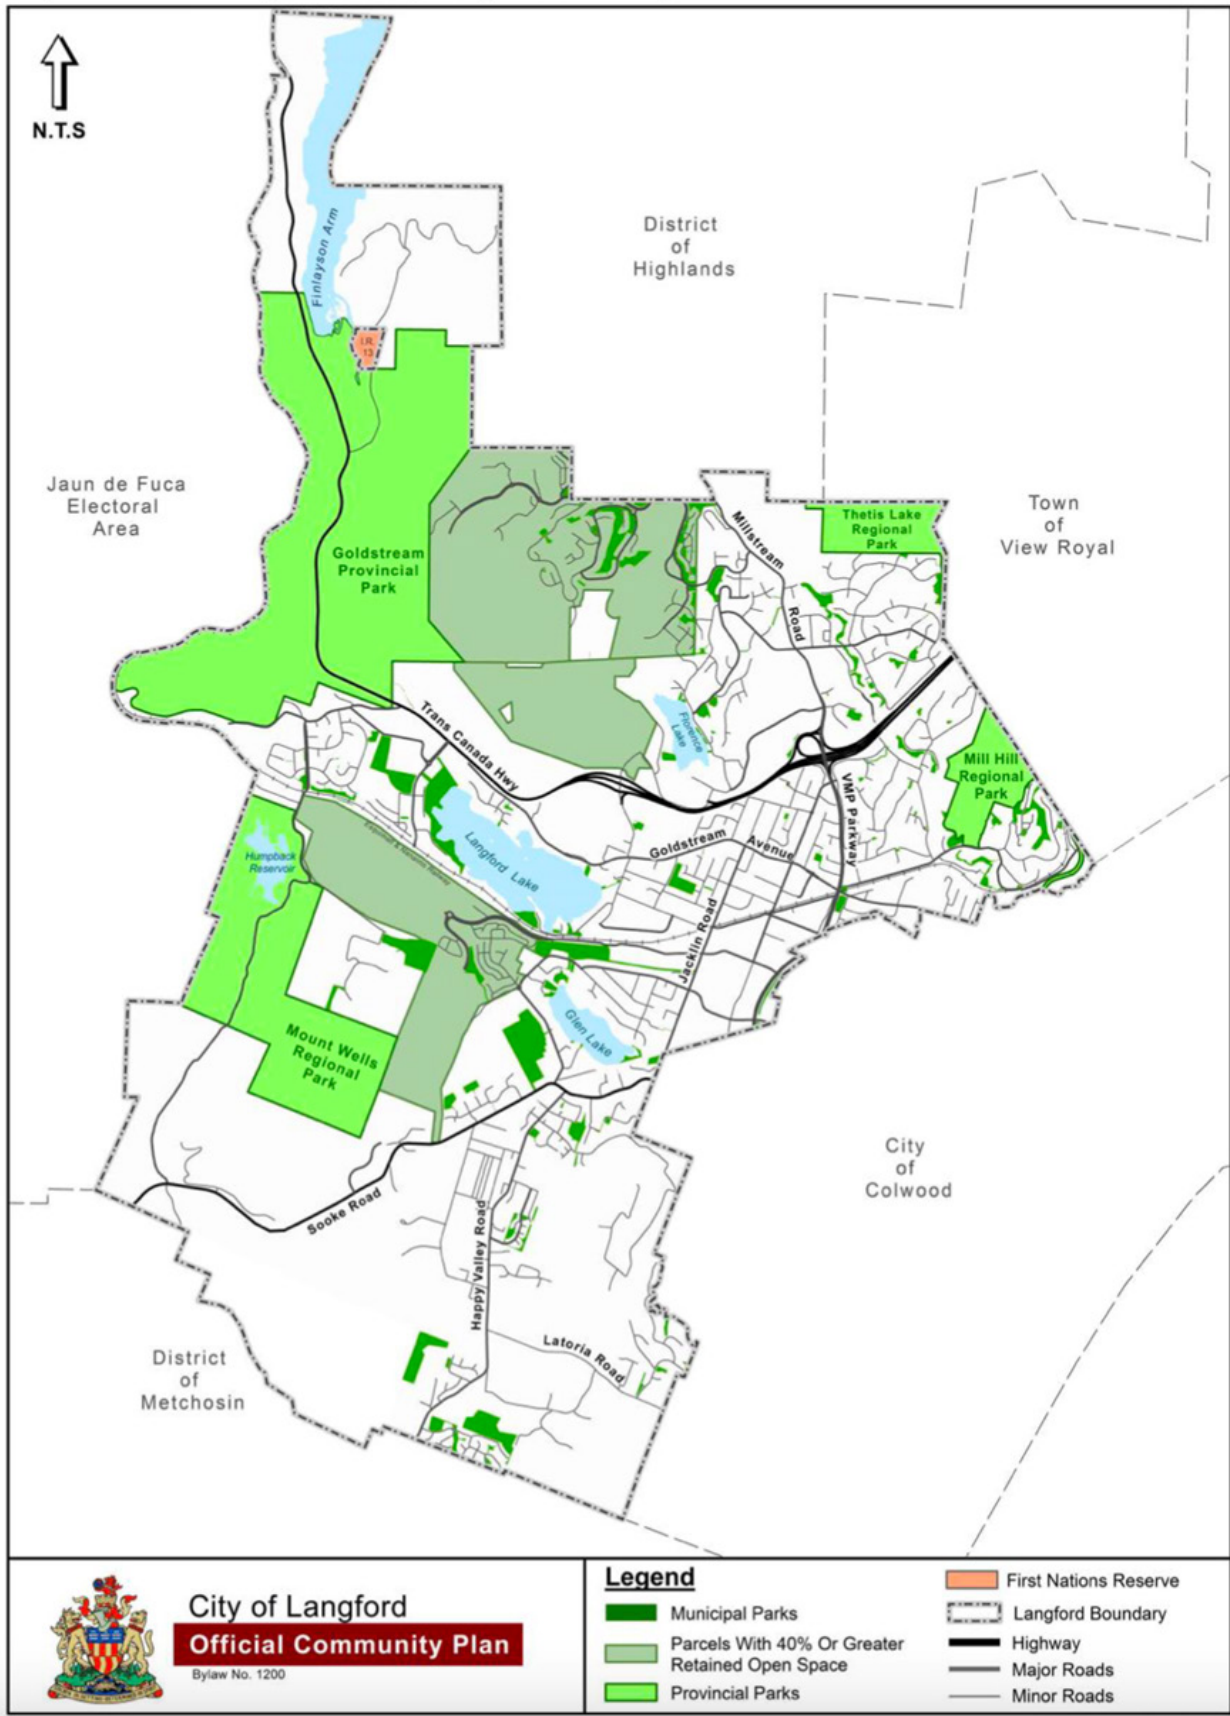 N.T.S
District
of
Highlands
Finlayson Arm
I.R.
13
Jaun de Fuca
Electoral
Area
Goldstream
Provincial
Park
Millstream
Road
Thetis Lake
Regional
Park
Town
of
View Royal
Trans Canada Hwy
Florence
Lake
Mill Hill
Regional
Park
VMP Parkway
Goldstream
Avenue
Humpback
Reservoir
Langford Lake
Jacklin Road
Glen Lake
Mount Wells
Regional
Park
City
of
Colwood
Sooke Road
Happy Valley Road
Latoria Road
District
of
Metchosin
City of Langford
Official Community Plan
Bylaw No. 1200
Legend
Municipal Parks
Parcels With 40% Or Greater
Retained Open Space
Provincial Parks
First Nations Reserve
Langford Boundary
Highway
Major Roads
Minor Roads